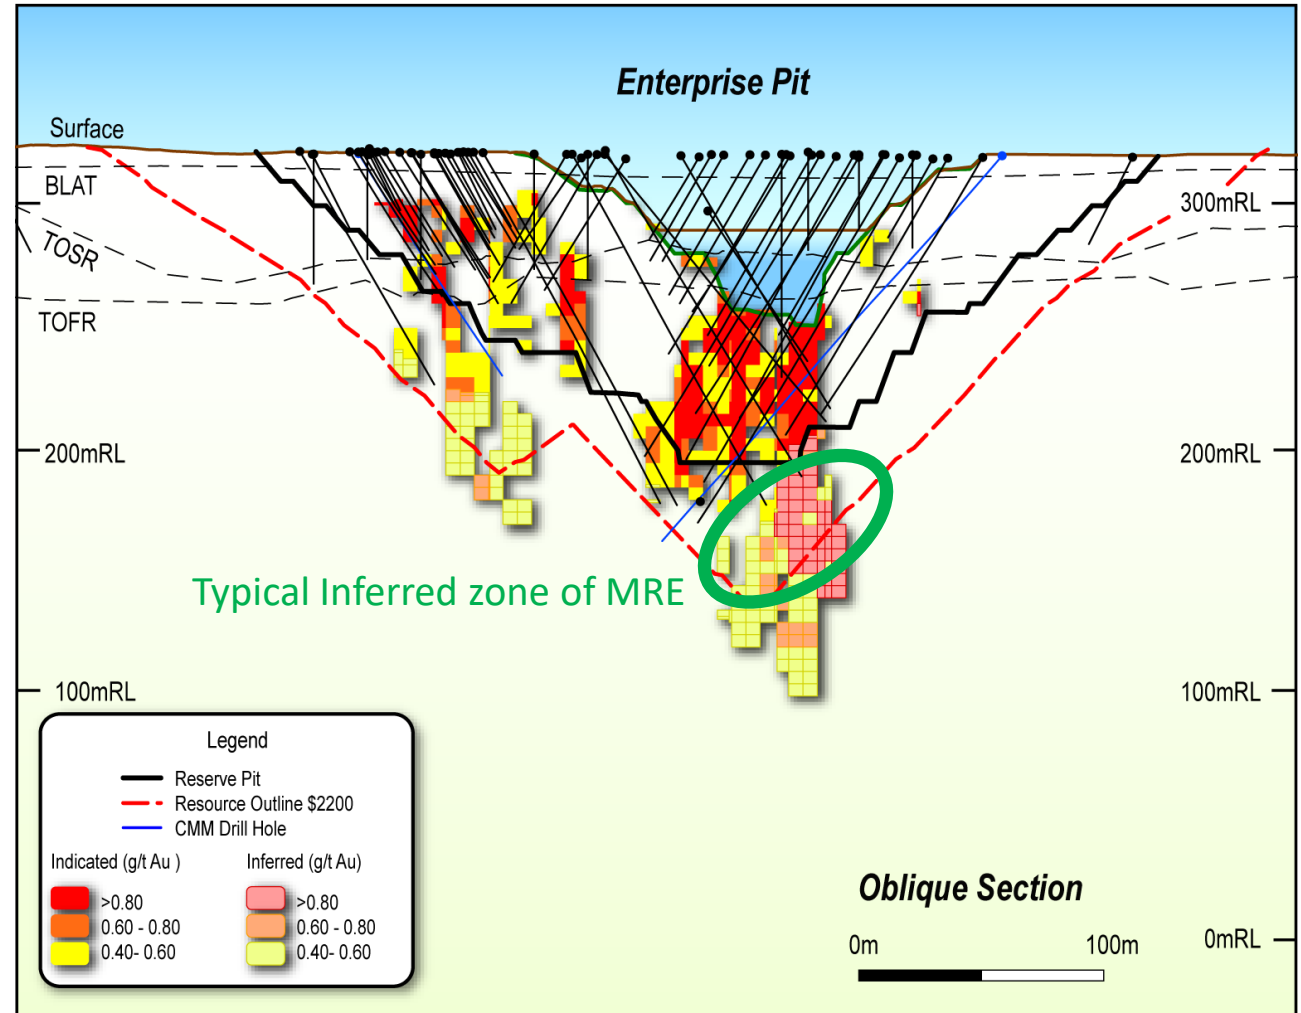 Enterprise Pit
Surface
BLAT
300mRL
TOSR
TOFR
200mRL
200mRL
Typical Inferred zone of MRE
100mRL
100mRL
Legend
Reserve Pit
Resource Outline $2200
CMM Drill Hole
Indicated (g/t Au ) Inferred (g/t Au)
>0.80 >0.80
0.60 - 0.80 0.60 - 0.80
0.40- 0.60 0.40- 0.60
Oblique Section
0m 100m
0mRL